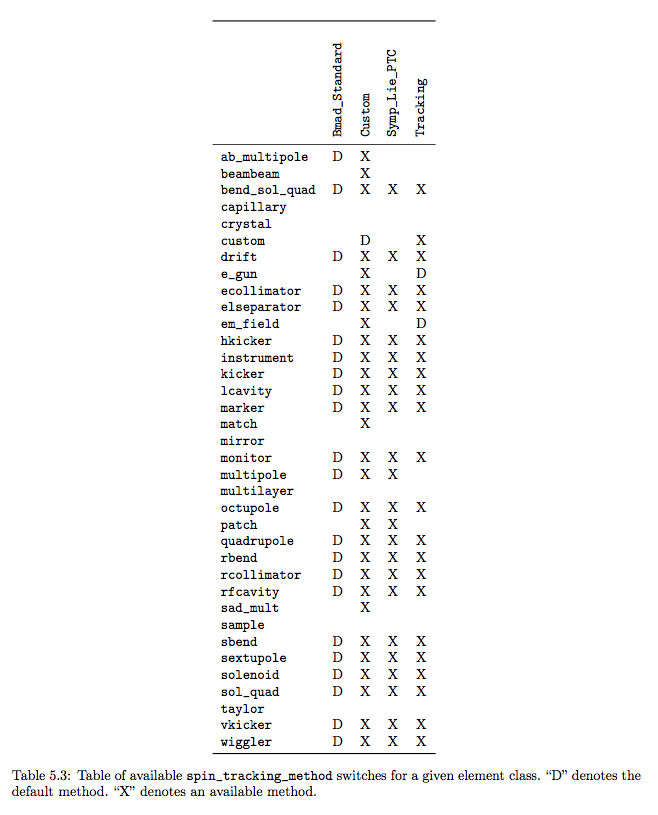 Bmad_Standard Custom Symp_Lie_PTC Tracking
ab_multipole D X
beambeam X
bend_sol_quad D X X X
capillary
crystal
custom D X
drift D X X X
e_gun X D
ecollimator D X X X
elseparator D X X X
em_field X D
hkicker D X X X
instrument D X X X
kicker D X X X
lcavity D X X X
marker D X X X
match X
mirror
monitor D X X X
multipole D X X
multilayer
octupole D X X X
patch X X
quadrupole D X X X
rbend D X X X
rcollimator D X X X
rfcavity D X X X
sad_mult X
sample
sbend D X X X
sextupole D X X X
solenoid D X X X
sol_quad D X X X
taylor
vkicker D X X X
wiggler D X X X
Table 5.3: Table of available spin_tracking_method switches for a given element class. “D” denotes the
default method. “X” denotes an available method.